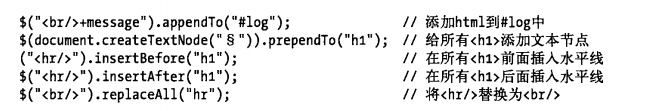 $("<br/>+message").appendTo("#log"); // 添加html到#log中
$(document.createTextNode("§")).prependTo("h1"); // 给所有<h1>添加文本节点
("<hr/>").insertBefore("h1"); // 在所有<h1>前面插入水平线
$("<hr/>").insertAfter("h1"); // 在所有<h1>后面插入水平线
$("<br/>").replaceAll("hr"); // 将<hr/>替换为<br/>